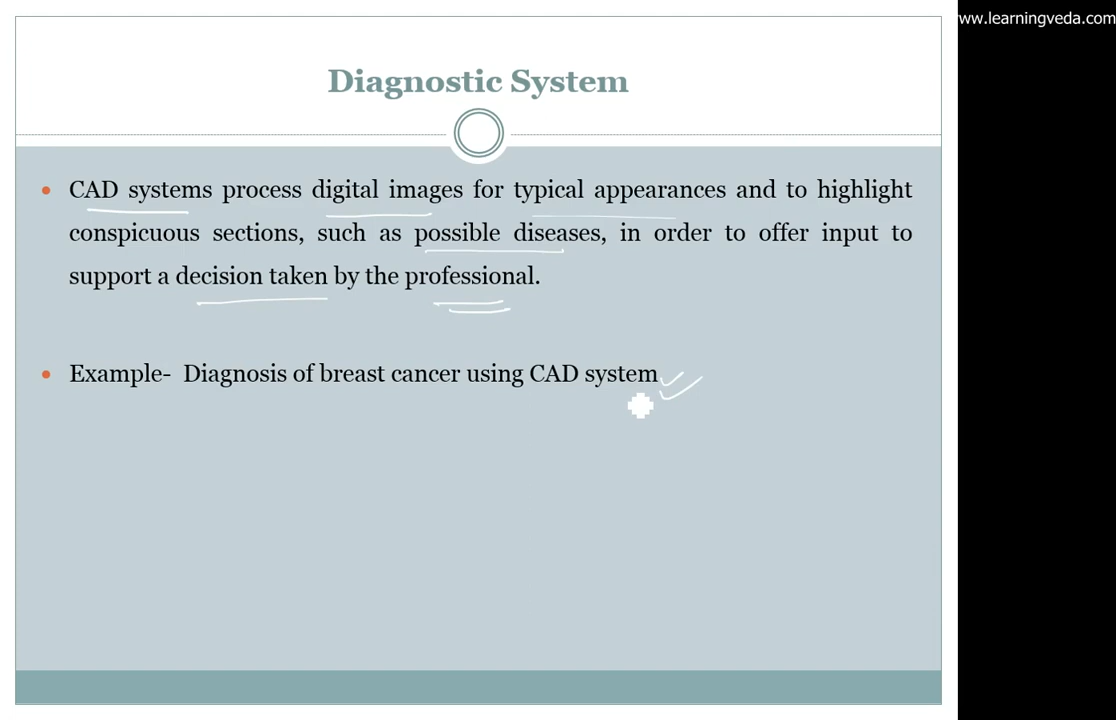 ww.learningveda.com
Diagnostic System
• CAD systems process digital images for typical appearances and to highlight
conspicuous sections, such as possible diseases, in order to offer input to
support a decision taken by the professional.
• Example- Diagnosis of breast cancer using CAD system